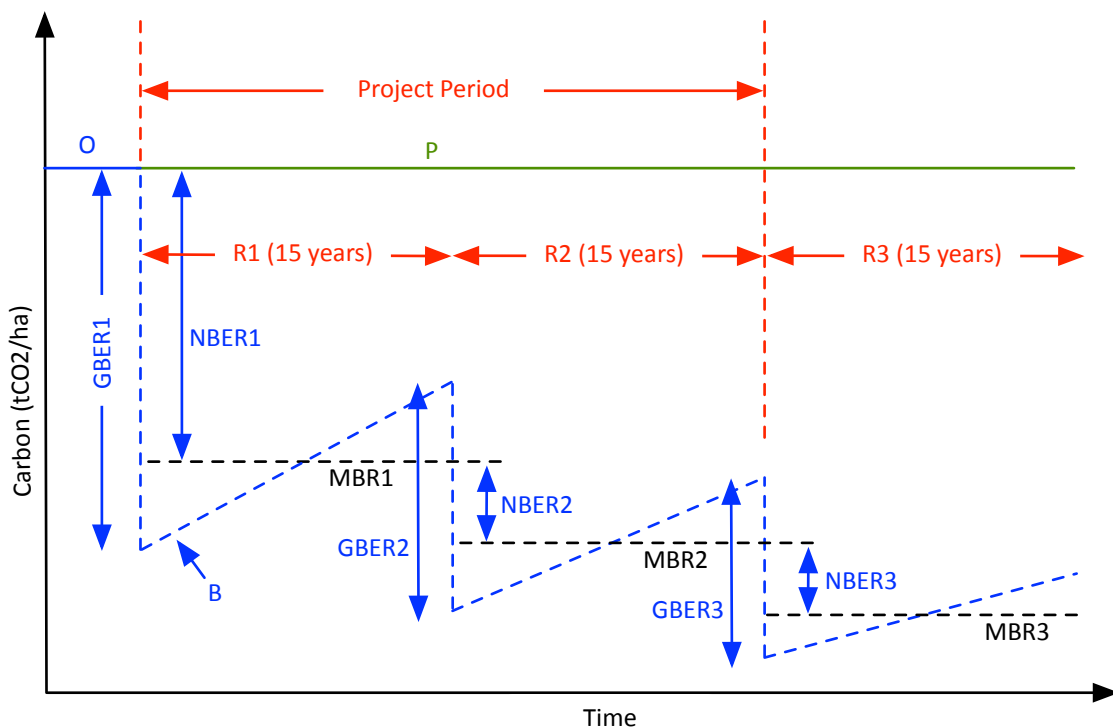 Project Period
O
P
R1 (15 years)
R2 (15 years)
R3 (15 years)
GBER1
NBER1
Carbon (tCO2/ha)
MBR1
NBER2
GBER2
MBR2
NBER3
B
GBER3
MBR3
Time